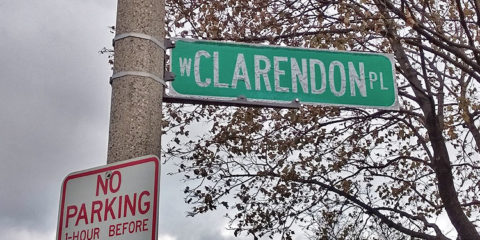 W CLARENDON PL
NO
PARKING
1-HOUR BEFORE